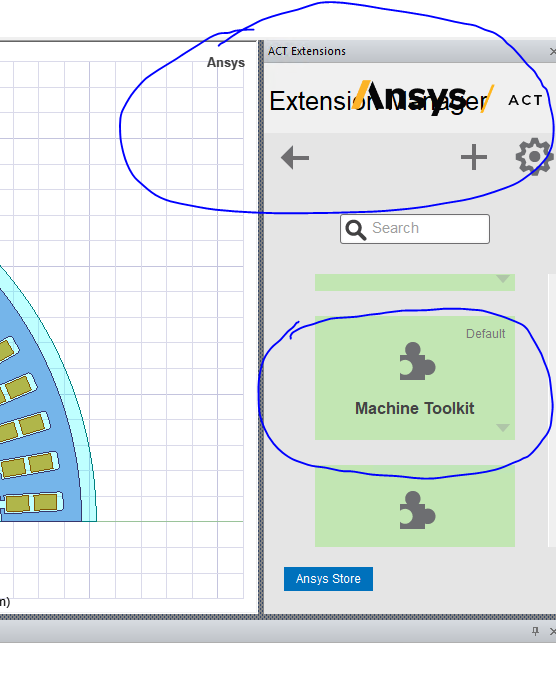 ACT Extensions
Ansys
Extension Manager
Ansys / ACT
Search
Default
Machine Toolkit
Ansys Store
m)